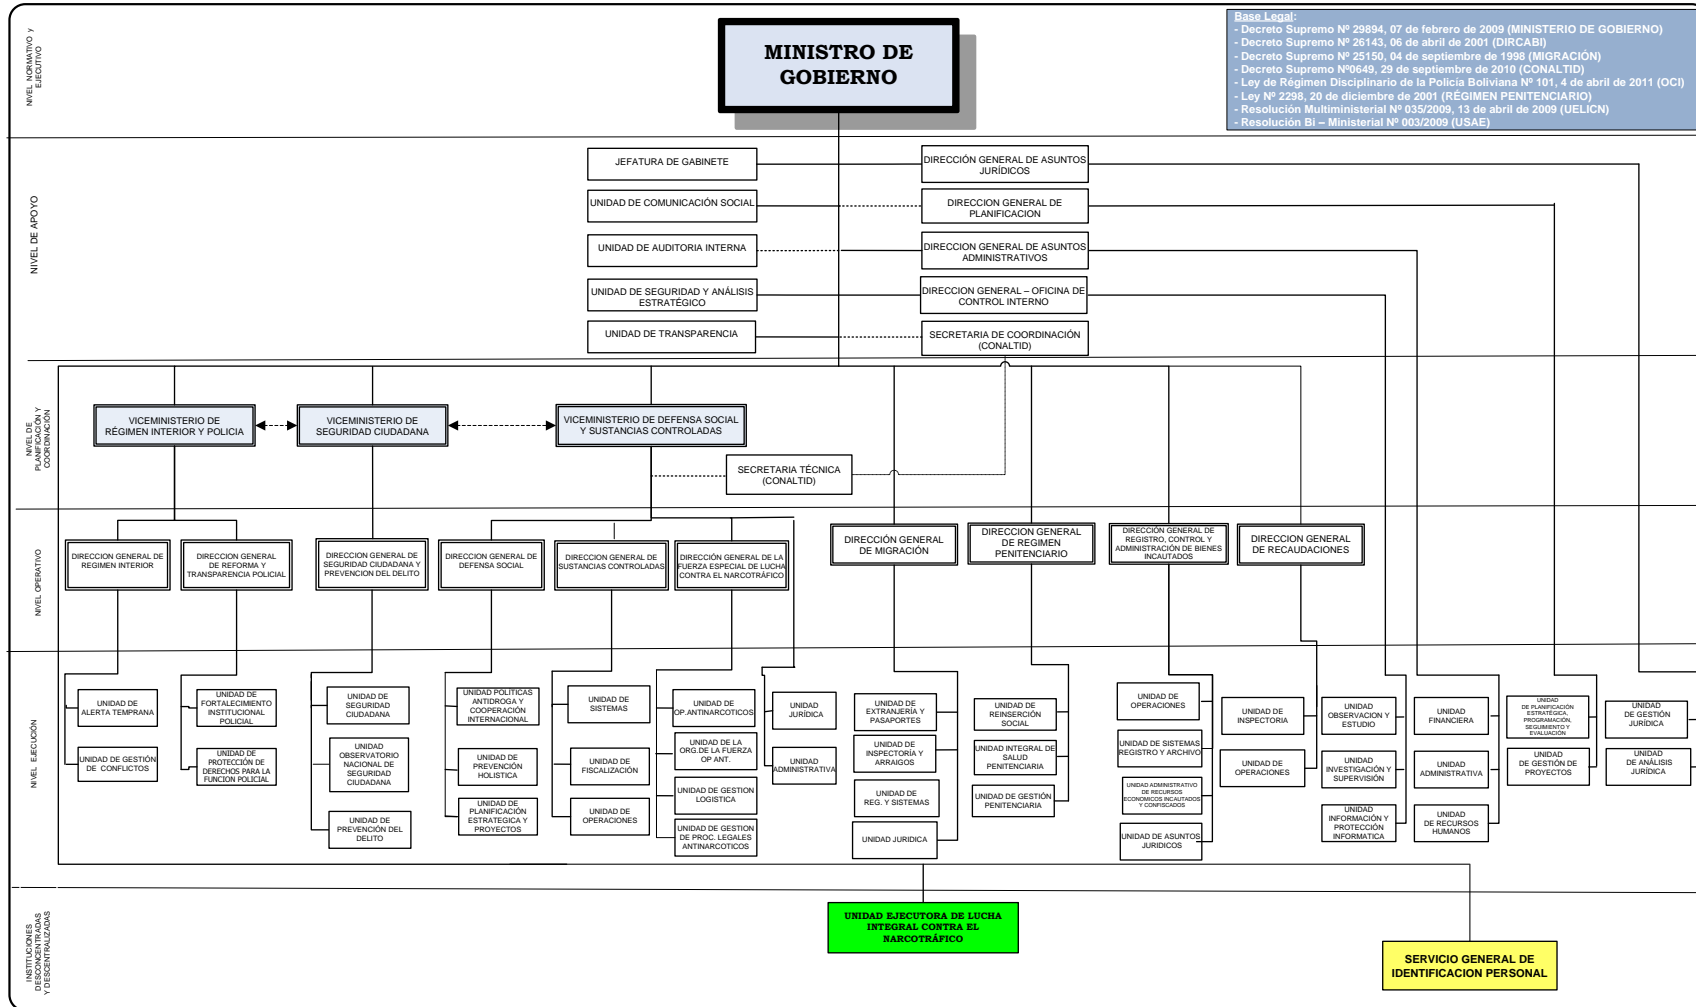 NIVEL NORMATIVO y
EJECUTIVO
MINISTRO DE
GOBIERNO
Base Legal:
- Decreto Supremo Nº 29894, 07 de febrero de 2009 (MINISTERIO DE GOBIERNO)
- Decreto Supremo Nº 26143, 06 de abril de 2001 (DIRCABI)
- Decreto Supremo Nº 25150, 04 de septiembre de 1998 (MIGRACIÓN)
- Decreto Supremo Nº0649, 29 de septiembre de 2010 (CONALTID)
- Ley de Régimen Disciplinario de la Policia Boliviana Nº 101, 4 de abril de 2011 (OCI)
- Ley Nº 2298, 20 de diciembre de 2001 (RÉGIMEN PENITENCIARIO)
- Resolución Multiministerial Nº 035/2009, 13 de abril de 2009 (UELICN)
- Resolución Bi – Ministerial Nº 003/2009 (USAE)
NIVEL DE APOYO
JEFATURA DE GABINETE
DIRECCIÓN GENERAL DE ASUNTOS
JURÍDICOS
UNIDAD DE COMUNICACIÓN SOCIAL
DIRECCION GENERAL DE
PLANIFICACION
UNIDAD DE AUDITORIA INTERNA
DIRECCION GENERAL DE ASUNTOS
ADMINISTRATIVOS
UNIDAD DE SEGURIDAD Y ANÁLISIS
ESTRATÉGICO
DIRECCION GENERAL – OFICINA DE
CONTROL INTERNO
UNIDAD DE TRANSPARENCIA
SECRETARIA DE COORDINACIÓN
(CONALTID)
NIVEL DE
PLANIFICACION Y
COORDINACIÓN
VICEMINISTERIO DE
RÉGIMEN INTERIOR Y POLICIA
VICEMINISTERIO DE
SEGURIDAD CIUDADANA
VICEMINISTERIO DE DEFENSA SOCIAL
Y SUSTANCIAS CONTROLADAS
SECRETARIA TÉCNICA
(CONALTID)
NIVEL OPERATIVO
DIRECCION GENERAL DE
REGIMEN INTERIOR
DIRECCION GENERAL
DE REFORMA Y
TRANSPARENCIA POLICIAL
DIRECCION GENERAL DE
SEGURIDAD CIUDADANA Y
PREVENCION DEL DELITO
DIRECCION GENERAL DE
DEFENSA SOCIAL
DIRECCION GENERAL DE
SUSTANCIAS CONTROLADAS
DIRECCIÓN GENERAL DE LA
FUERZA ESPECIAL DE LUCHA
CONTRA EL NARCOTRÁFICO
DIRECCIÓN GENERAL
DE MIGRACIÓN
DIRECCION GENERAL
DE REGIMEN
PENITENCIARIO
DIRECCIÓN GENERAL DE
REGISTRO, CONTROL Y
ADMINISTRACIÓN DE BIENES
INCAUTADOS
DIRECCION GENERAL
DE RECAUDACIONES
NIVEL EJECUCIÓN
UNIDAD DE
ALERTA TEMPRANA
UNIDAD DE GESTIÓN
DE CONFLICTOS
UNIDAD DE
FORTALECIMIENTO
INSTITUCIONAL
POLICIAL
UNIDAD DE
PROTECCIÓN DE
DERECHOS PARA LA
FUNCION POLICIAL
UNIDAD DE
SEGURIDAD
CIUDADANA
UNIDAD
OBSERVATORIO
NACIONAL DE
SEGURIDAD
CIUDADANA
UNIDAD DE
PREVENCIÓN DEL
DELITO
UNIDAD POLITICAS
ANTIDROGA y
COOPERACIÓN
INTERNACIONAL
UNIDAD DE
PREVENCIÓN
HOLISTICA
UNIDAD DE
PLANIFICACIÓN
ESTRATEGICA Y
PROYECTOS
UNIDAD DE
SISTEMAS
UNIDAD DE
FISCALIZACIÓN
UNIDAD DE
OPERACIONES
UNIDAD DE
OP.ANTINARCOTICOS
UNIDAD DE LA
ORG.DE LA FUERZA
OP ANT.
UNIDAD DE GESTION
LOGISTICA
UNIDAD DE GESTION
DE PROC. LEGALES
ANTINARCOTICOS
UNIDAD
JURÍDICA
UNIDAD
ADMINISTRATIVA
UNIDAD DE
EXTRANJERÍA Y
PASAPORTES
UNIDAD DE
INSPECTORÍA Y
ARRAIGOS
UNIDAD DE
REG. Y SISTEMAS
UNIDAD JURIDICA
UNIDAD DE
REINSERCIÓN
SOCIAL
UNIDAD INTEGRAL DE
SALUD
PENITENCIARIA
UNIDAD DE GESTIÓN
PENITENCIARIA
UNIDAD DE
OPERACIONES
UNIDAD DE SISTEMAS
REGISTRO Y ARCHIVO
UNIDAD ADMINISTRATIVO
DE RECURSOS
ECONOMICOS INCAUTADOS
Y CONFISCADOS
UNIDAD DE ASUNTOS
JURIDICOS
UNIDAD DE
INSPECTORIA
UNIDAD
DE OPERACIONES
UNIDAD
OBSERVACION Y
ESTUDIO
UNIDAD
INVESTIGACIÓN Y
SUPERVISIÓN
UNIDAD
INFORMACIÓN Y
PROTECCIÓN
INFORMATICA
UNIDAD
FINANCIERA
UNIDAD
ADMINISTRATIVA
UNIDAD
DE RECURSOS
HUMANOS
UNIDAD
DE PLANIFICACIÓN
ESTRATÉGICA,
PROGRAMACIÓN,
SEGUIMIENTO Y
EVALUACIÓN
UNIDAD
DE GESTIÓN DE
PROYECTOS
UNIDAD
DE GESTIÓN
JURÍDICA
UNIDAD
DE ANÁLISIS
JURÍDICA
INSTITUCIONES
DESCONCENTRADAS
Y DESCENTRALIZADAS
UNIDAD EJECUTORA DE LUCHA
INTEGRAL CONTRA EL
NARCOTRÁFICO
SERVICIO GENERAL DE
IDENTIFICACION PERSONAL